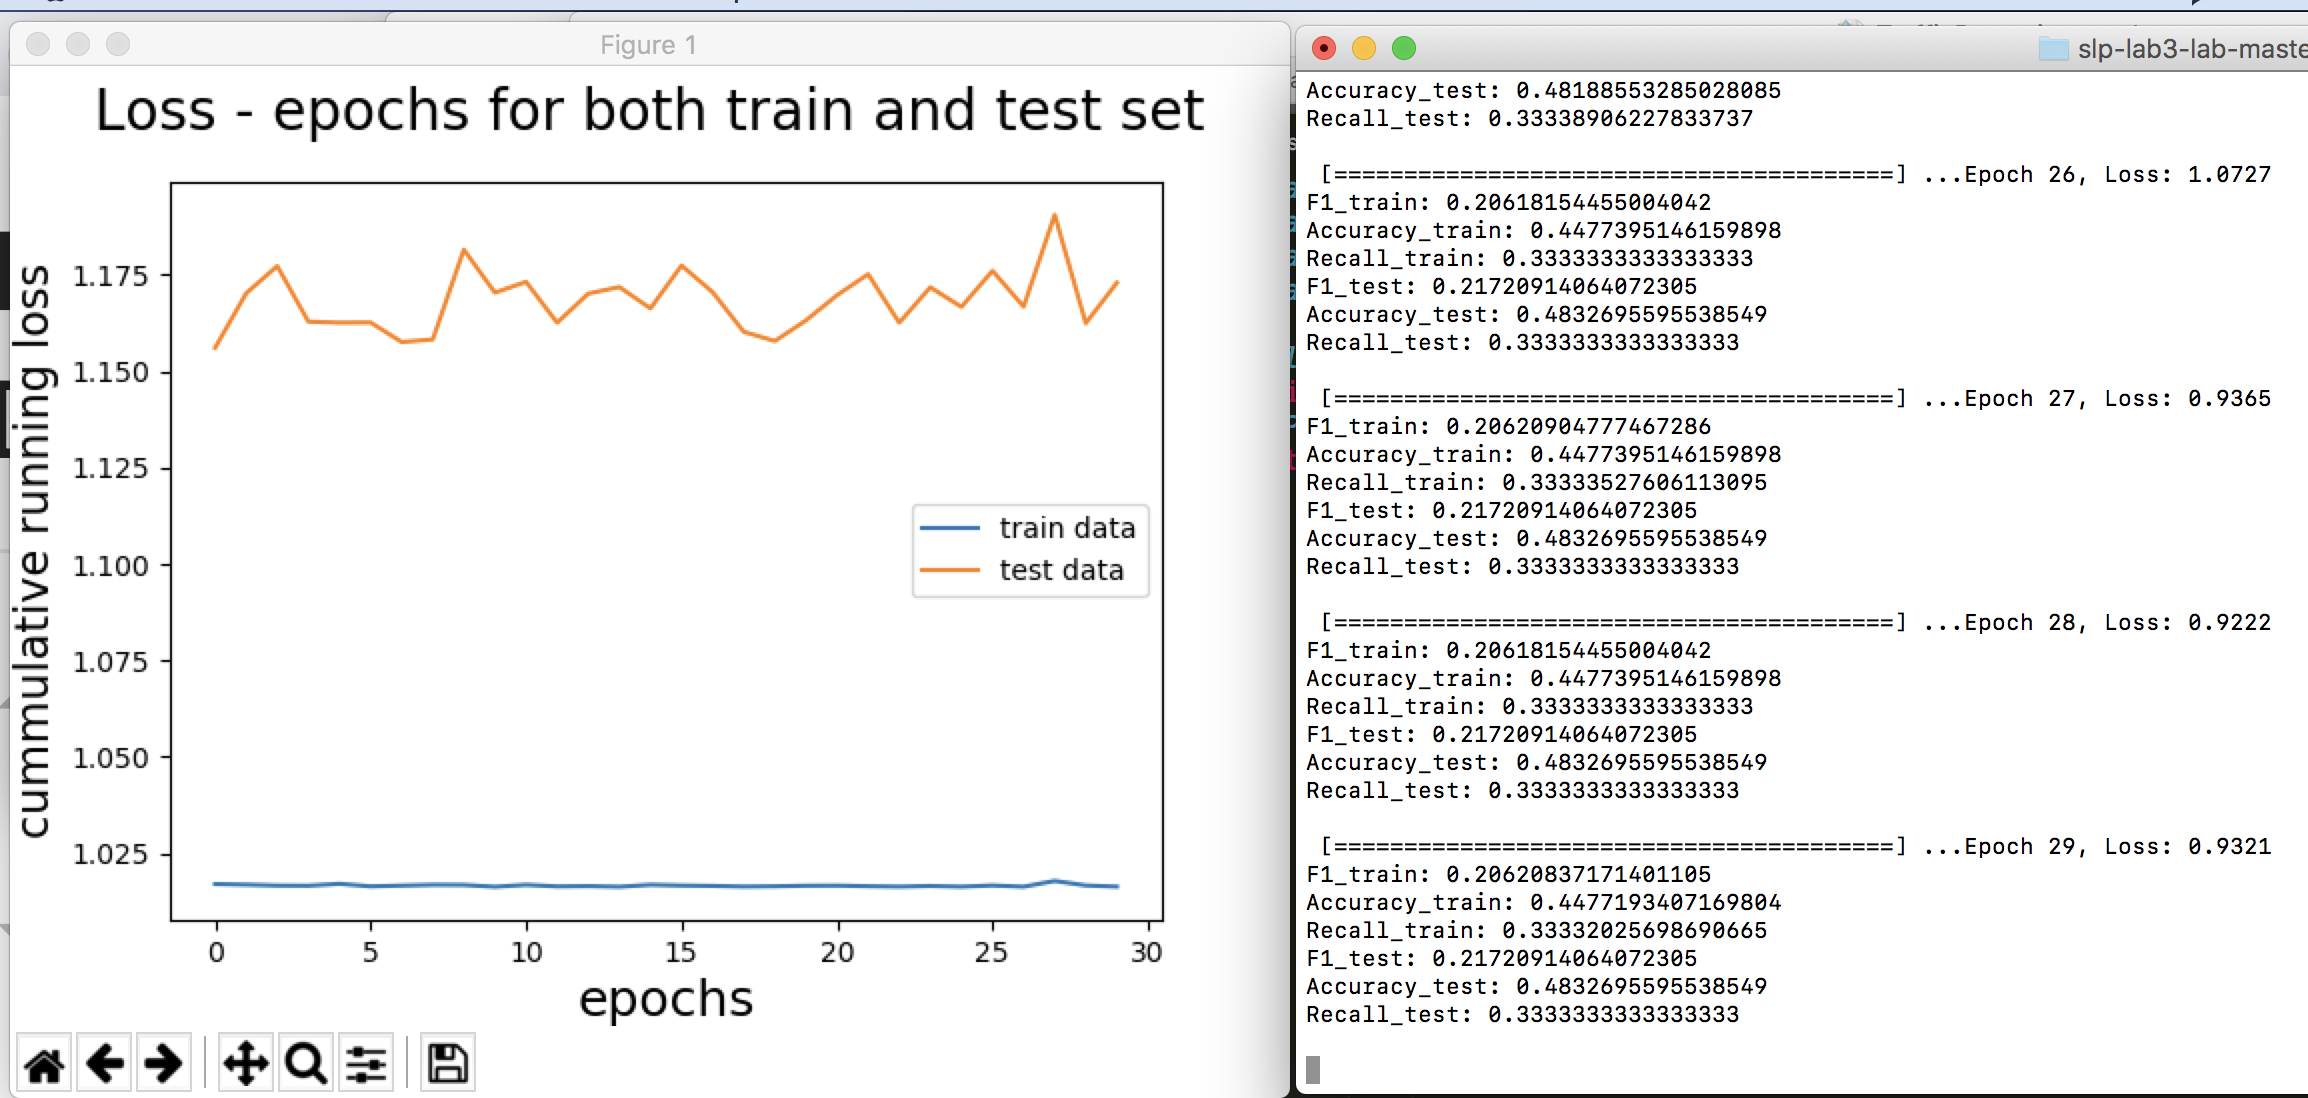 Figure 1
Loss - epochs for both train and test set
cummulative running loss
1.175
1.150
1.125
1.100
1.075
1.050
1.025
train data
test data
0 5 10 15 20 25 30
epochs
slp-lab3-lab-maste
Accuracy_test: 0.48188553285028085
Recall_test: 0.33338906227833737
[========================================] ...Epoch 26, Loss: 1.0727
F1_train: 0.20618154455004042
Accuracy_train: 0.4477395146159898
Recall_train: 0.3333333333333333
F1_test: 0.21720914064072305
Accuracy_test: 0.4832695595538549
Recall_test: 0.3333333333333333
[========================================] ...Epoch 27, Loss: 0.9365
F1_train: 0.20620904777467286
Accuracy_train: 0.4477395146159898
Recall_train: 0.33333527606113095
F1_test: 0.21720914064072305
Accuracy_test: 0.4832695595538549
Recall_test: 0.3333333333333333
[========================================] ...Epoch 28, Loss: 0.9222
F1_train: 0.20618154455004042
Accuracy_train: 0.4477395146159898
Recall_train: 0.3333333333333333
F1_test: 0.21720914064072305
Accuracy_test: 0.4832695595538549
Recall_test: 0.3333333333333333
[========================================] ...Epoch 29, Loss: 0.9321
F1_train: 0.20620837171401105
Accuracy_train: 0.4477193407169804
Recall_train: 0.33332025698690665
F1_test: 0.21720914064072305
Accuracy_test: 0.4832695595538549
Recall_test: 0.3333333333333333